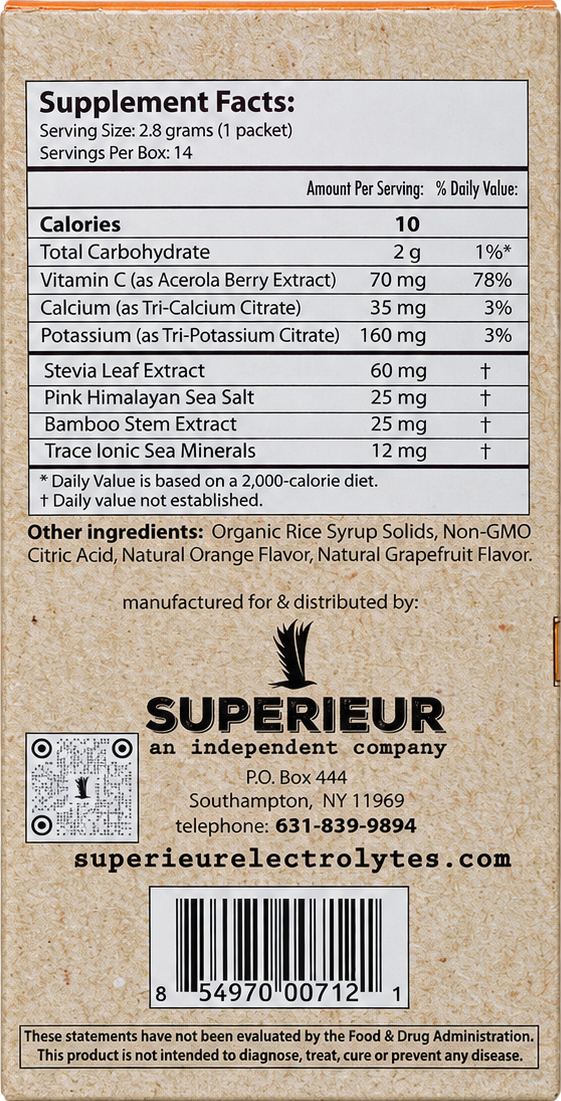 Supplement Facts:
Serving Size: 2.8 grams (1 packet)
Servings Per Box: 14
Amount Per Serving: % Daily Value:
Calories 10
Total Carbohydrate 2 g 1%*
Vitamin C (as Acerola Berry Extract) 70 mg 78%
Calcium (as Tri-Calcium Citrate) 35 mg 3%
Potassium (as Tri-Potassium Citrate) 160 mg 3%
Stevia Leaf Extract 60 mg †
Pink Himalayan Sea Salt 25 mg †
Bamboo Stem Extract 25 mg †
Trace Ionic Sea Minerals 12 mg †
* Daily Value is based on a 2,000-calorie diet.
† Daily value not established.
Other ingredients: Organic Rice Syrup Solids, Non-GMO
Citric Acid, Natural Orange Flavor, Natural Grapefruit Flavor.
manufactured for & distributed by:
SUPERIEUR
an independent company
P.O. Box 444
Southampton, NY 11969
telephone: 631-839-9894
superieurelectrolytes.com
8 54970 00712 1
These statements have not been evaluated by the Food & Drug Administration.
This product is not intended to diagnose, treat, cure or prevent any disease.